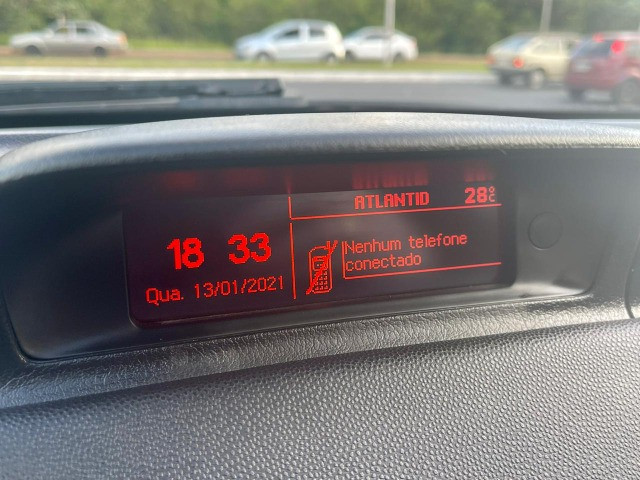 ATLANTID 28°C
18 33
Nenhum telefone
conectado
Qua. 13/01/2021